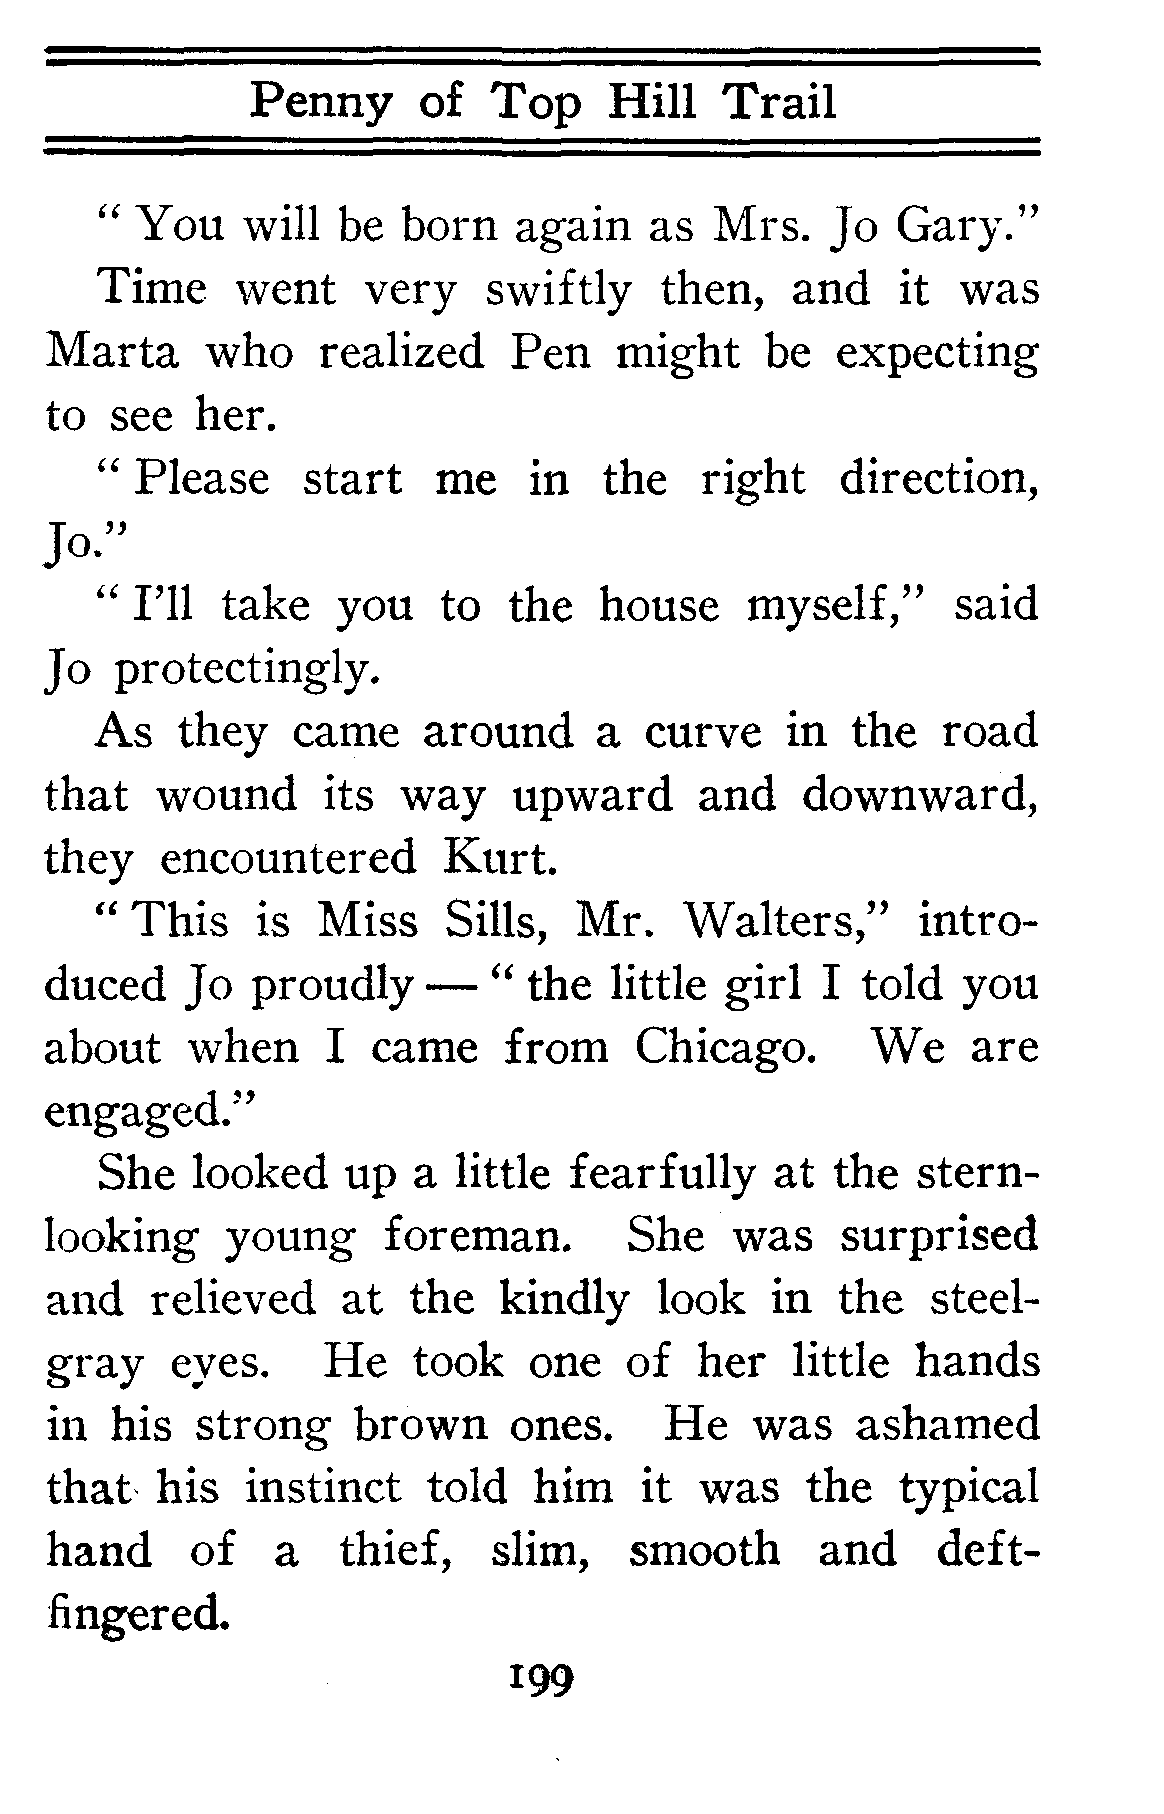 Penny of Top Hill Trail
" You will be born again as Mrs. Jo Gary."
Time went very swiftly then, and it was
Marta who realized Pen might be expecting
to see her.
" Please start me in the right direction,
Jo."
" I'll take you to the house myself," said
Jo protectingly.
As they came around a curve in the road
that wound its way upward and downward,
they encountered Kurt.
" This is Miss Sills, Mr. Walters," intro-
duced Jo proudly — " the little girl I told you
about when I came from Chicago. We are
engaged."
She looked up a little fearfully at the stern-
looking young foreman. She was surprised
and relieved at the kindly look in the steel-
gray eyes. He took one of her little hands
in his strong brown ones. He was ashamed
that his instinct told him it was the typical
hand of a thief, slim, smooth and deft-
fingered.
199